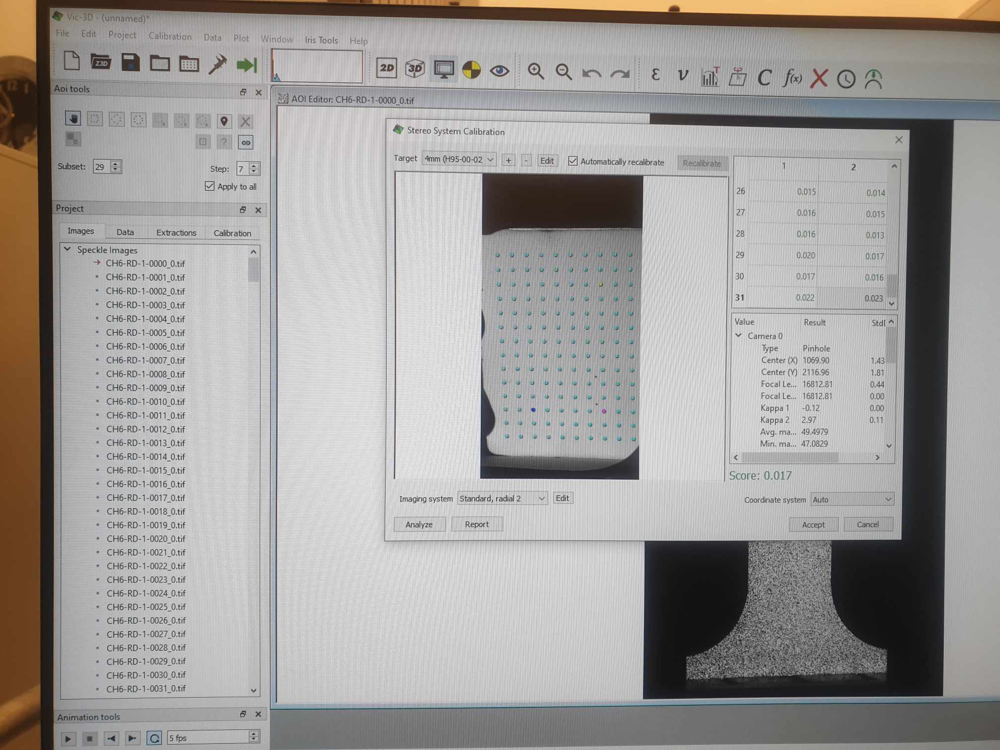 Vic-3D - (unnamed)*
File Edit Project Calibration Data Plot Window Iris Tools Help
Z3D
2D 3D ε ν T C f(x)
Aoi tools
AOI Editor: CH6-RD-1-0000_0.tif
Subset: 29 Step: 7
Apply to all
Project
Images Data Extractions Calibration
Speckle Images
CH6-RD-1-0000_0.tif
CH6-RD-1-0001_0.tif
CH6-RD-1-0002_0.tif
CH6-RD-1-0003_0.tif
CH6-RD-1-0004_0.tif
CH6-RD-1-0005_0.tif
CH6-RD-1-0006_0.tif
CH6-RD-1-0007_0.tif
CH6-RD-1-0008_0.tif
CH6-RD-1-0009_0.tif
CH6-RD-1-0010_0.tif
CH6-RD-1-0011_0.tif
CH6-RD-1-0012_0.tif
CH6-RD-1-0013_0.tif
CH6-RD-1-0014_0.tif
CH6-RD-1-0015_0.tif
CH6-RD-1-0016_0.tif
CH6-RD-1-0017_0.tif
CH6-RD-1-0018_0.tif
CH6-RD-1-0019_0.tif
CH6-RD-1-0020_0.tif
CH6-RD-1-0021_0.tif
CH6-RD-1-0022_0.tif
CH6-RD-1-0023_0.tif
CH6-RD-1-0024_0.tif
CH6-RD-1-0025_0.tif
CH6-RD-1-0026_0.tif
CH6-RD-1-0027_0.tif
CH6-RD-1-0028_0.tif
CH6-RD-1-0029_0.tif
CH6-RD-1-0030_0.tif
CH6-RD-1-0031_0.tif
Animation tools
5 fps
Stereo System Calibration
Target 4mm (H95-00-02 + - Edit Automatically recalibrate Recalibrate
1 2
26 0.015 0.014
27 0.016 0.015
28 0.016 0.013
29 0.020 0.017
30 0.017 0.016
31 0.022 0.023
Value Result Std
Camera 0
Type Pinhole
Center (X) 1069.90 1.43
Center (Y) 2116.96 1.81
Focal Le... 16812.81 0.44
Focal Le... 16812.81 0.00
Kappa 1 -0.12 0.00
Kappa 2 2.97 0.11
Avg. ma... 49.4979
Min. ma... 47.0829
Score: 0.017
Imaging system Standard, radial 2 Edit
Coordinate system Auto
Analyze Report Accept Cancel
12 1